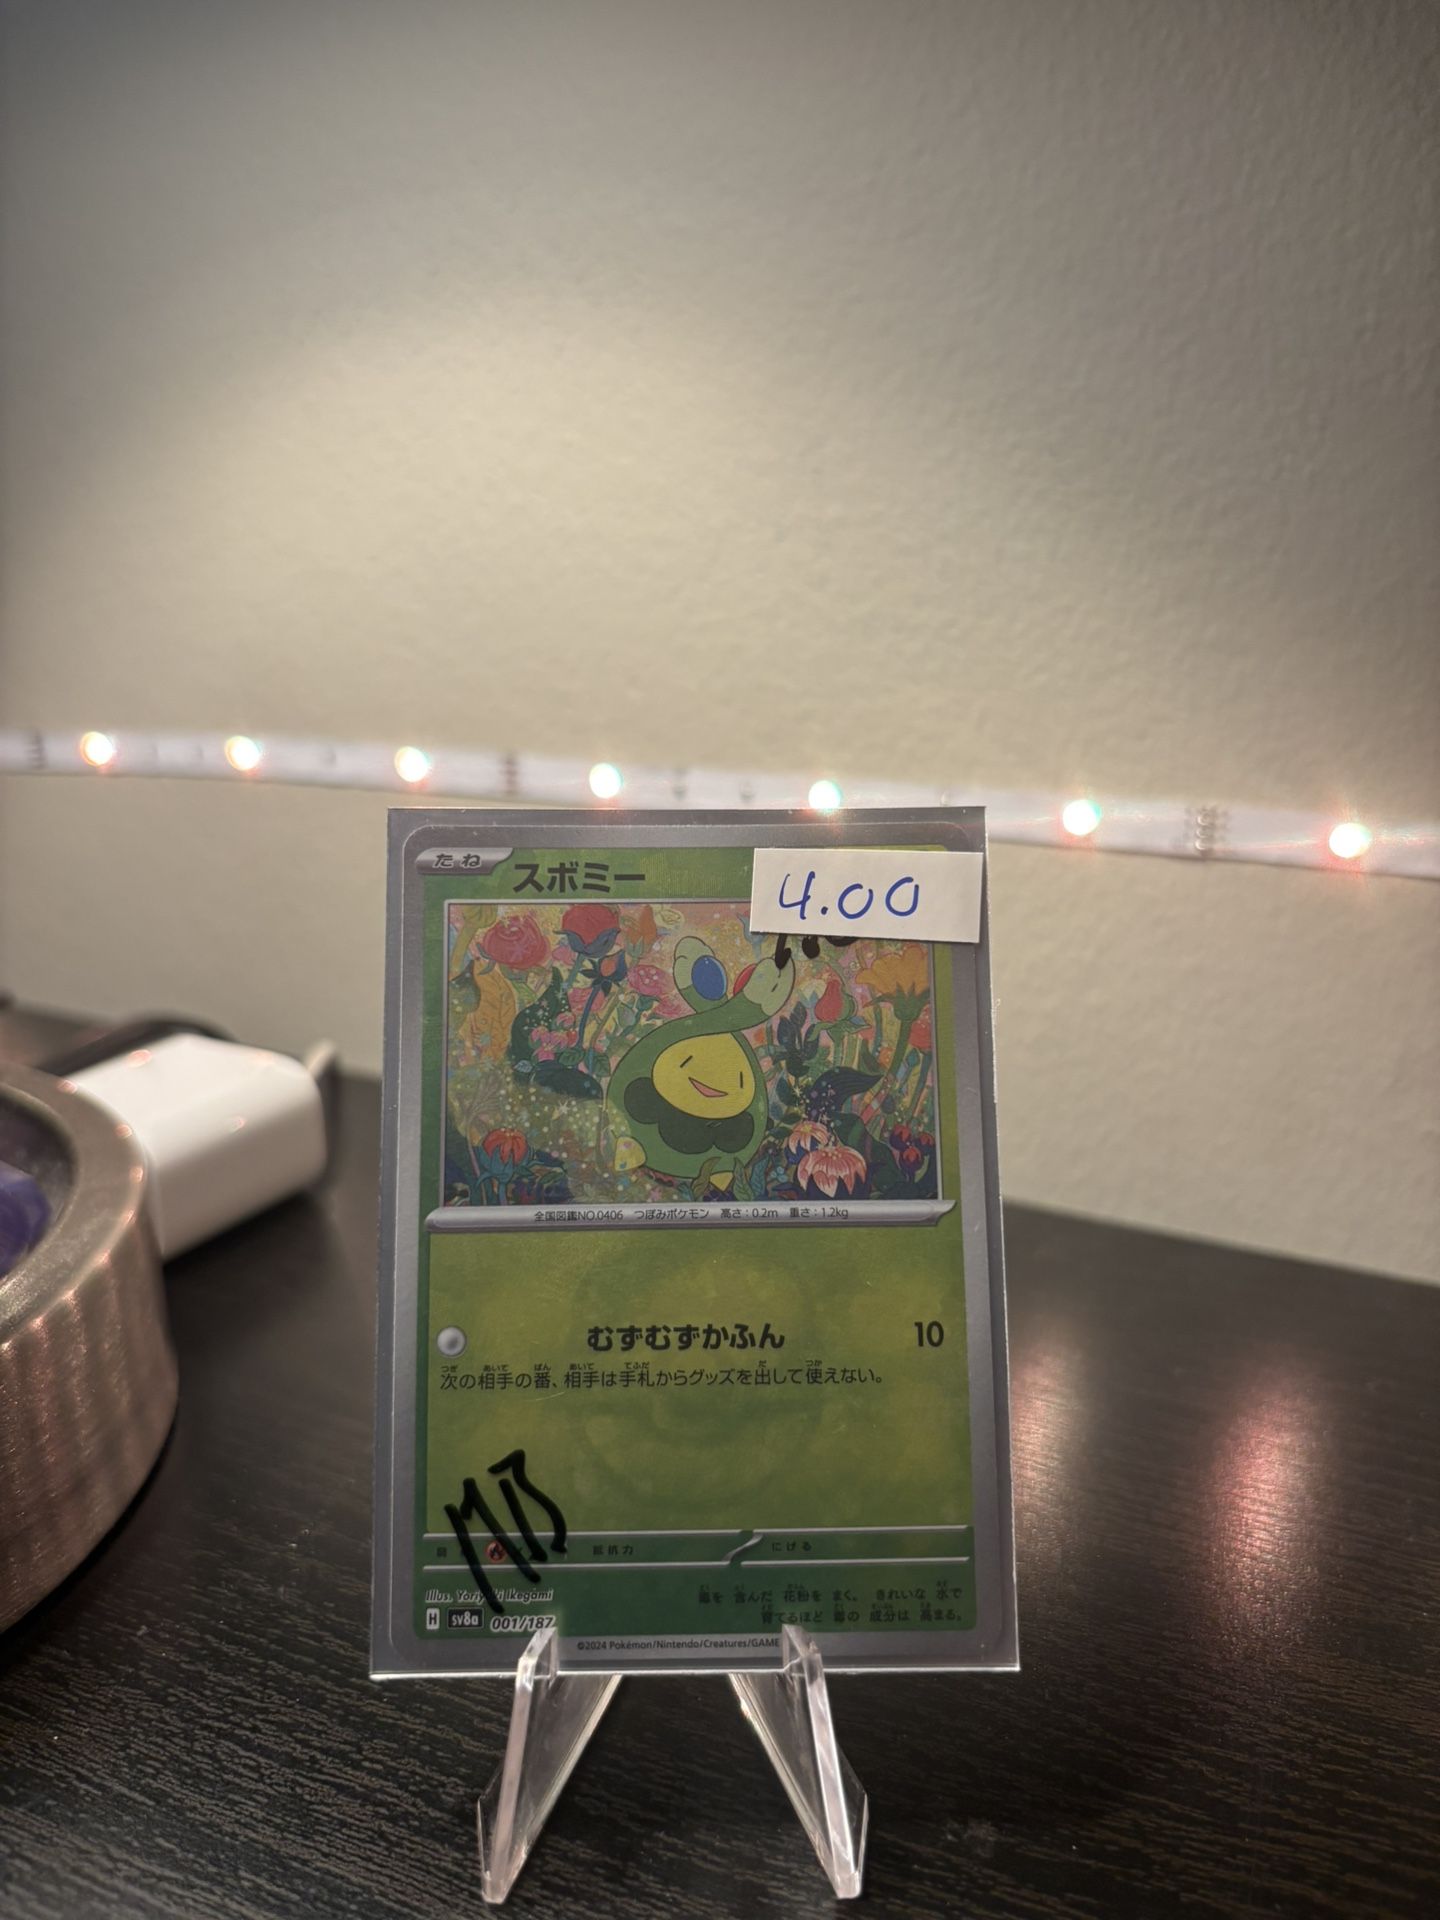 たね スボミー
4.00
全国図鑑NO.0406 つぼみポケモン 高さ:0.2m 重さ:1.2kg
むずむずかふん 10
次の相手の番、相手は手札からグッズを出して使えない。
抵抗力 にげる
Illus. Ikegami
毒を含んだ花粉をまく。きれいな水で
育てるほど毒の成分は高まる。
H sv8a 001/187
©2024 Pokémon/Nintendo/Creatures/GAME